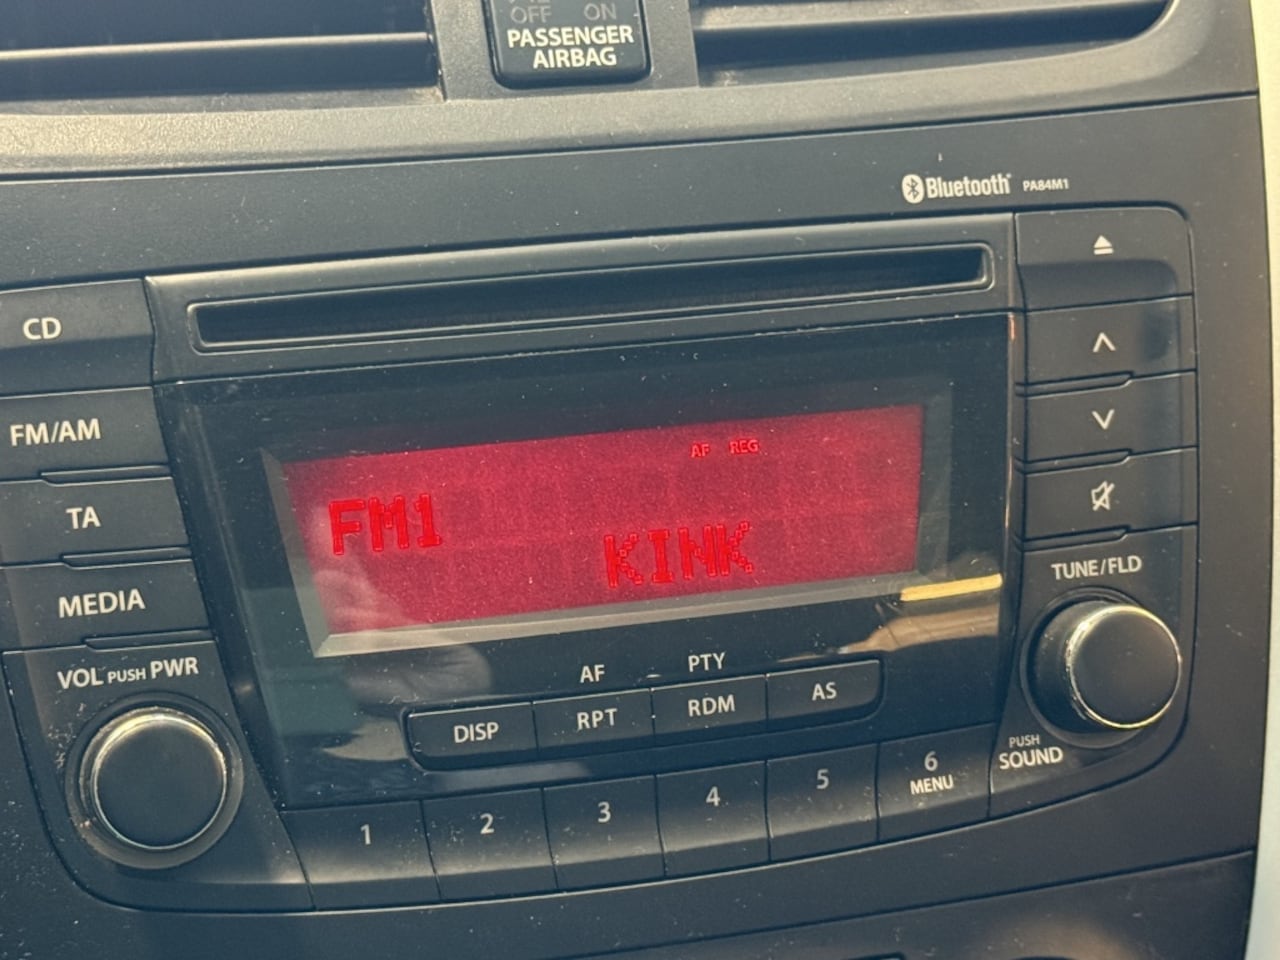 OFF ON
PASSENGER
AIRBAG
Bluetooth PA84M1
CD
FM/AM
TA
MEDIA
VOL PUSH PWR
AF REG
FM1
KINK
TUNE/FLD
AF PTY
DISP RPT RDM AS
PUSH
SOUND
1 2 3 4 5 6
MENU